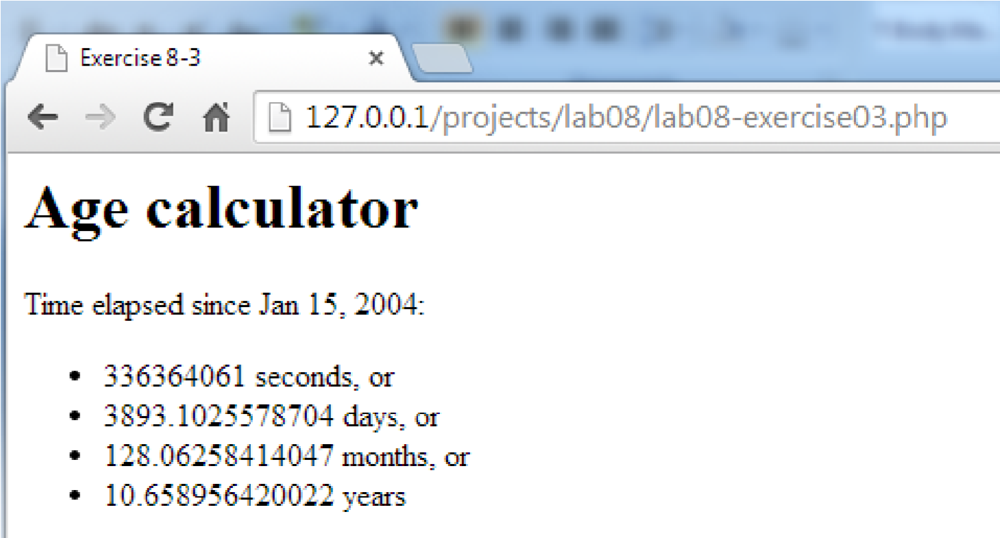 Exercise 8-3
127.0.0.1/projects/lab08/lab08-exercise03.php
Age calculator
Time elapsed since Jan 15, 2004:
• 336364061 seconds, or
• 3893.1025578704 days, or
• 128.06258414047 months, or
• 10.658956420022 years